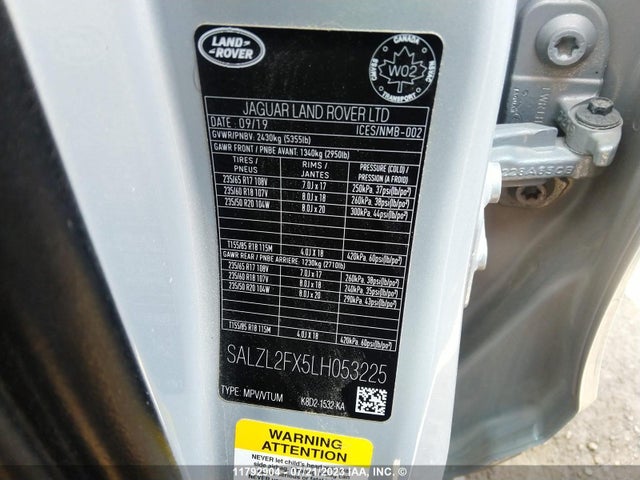 LAND
ROVER
CANADA
W02
TRANSPORT
JAGUAR LAND ROVER LTD
DATE: 09/19 ICES/NMB-002
GVWR/PNBV: 2430kg (5355lb)
GAWR FRONT / PNBE AVANT: 1340kg (2950lb)
TIRES / PNEUS RIMS / JANTES PRESSURE (COLD) / PRESSION (A FROID)
235/65 R17 108V 7.0J x 17 250kPa, 37psi(lb/po²)
235/60 R18 107V 8.0J x 18 260kPa, 38psi(lb/po²)
235/50 R20 104W 8.0J x 20 300kPa, 44psi(lb/po²)
T155/85 R18 115M 4.0J X 18 420kPa, 60psi(lb/po²)
GAWR REAR / PNBE ARRIERE: 1230kg (2710lb)
235/65 R17 108V 7.0J x 17 260kPa, 38psi(lb/po²)
235/60 R18 107V 8.0J x 18 240kPa, 35psi(lb/po²)
235/50 R20 104W 8.0J x 20 290kPa, 43psi(lb/po²)
T155/85 R18 115M 4.0J X 18 420kPa, 60psi(lb/po²)
SALZL2FX5LH053225
TYPE: MPV/VTUM K8D2-1532-KA
WARNING
ATTENTION
Never let child's
11792904 - 07/21/2023 IAA, Inc.